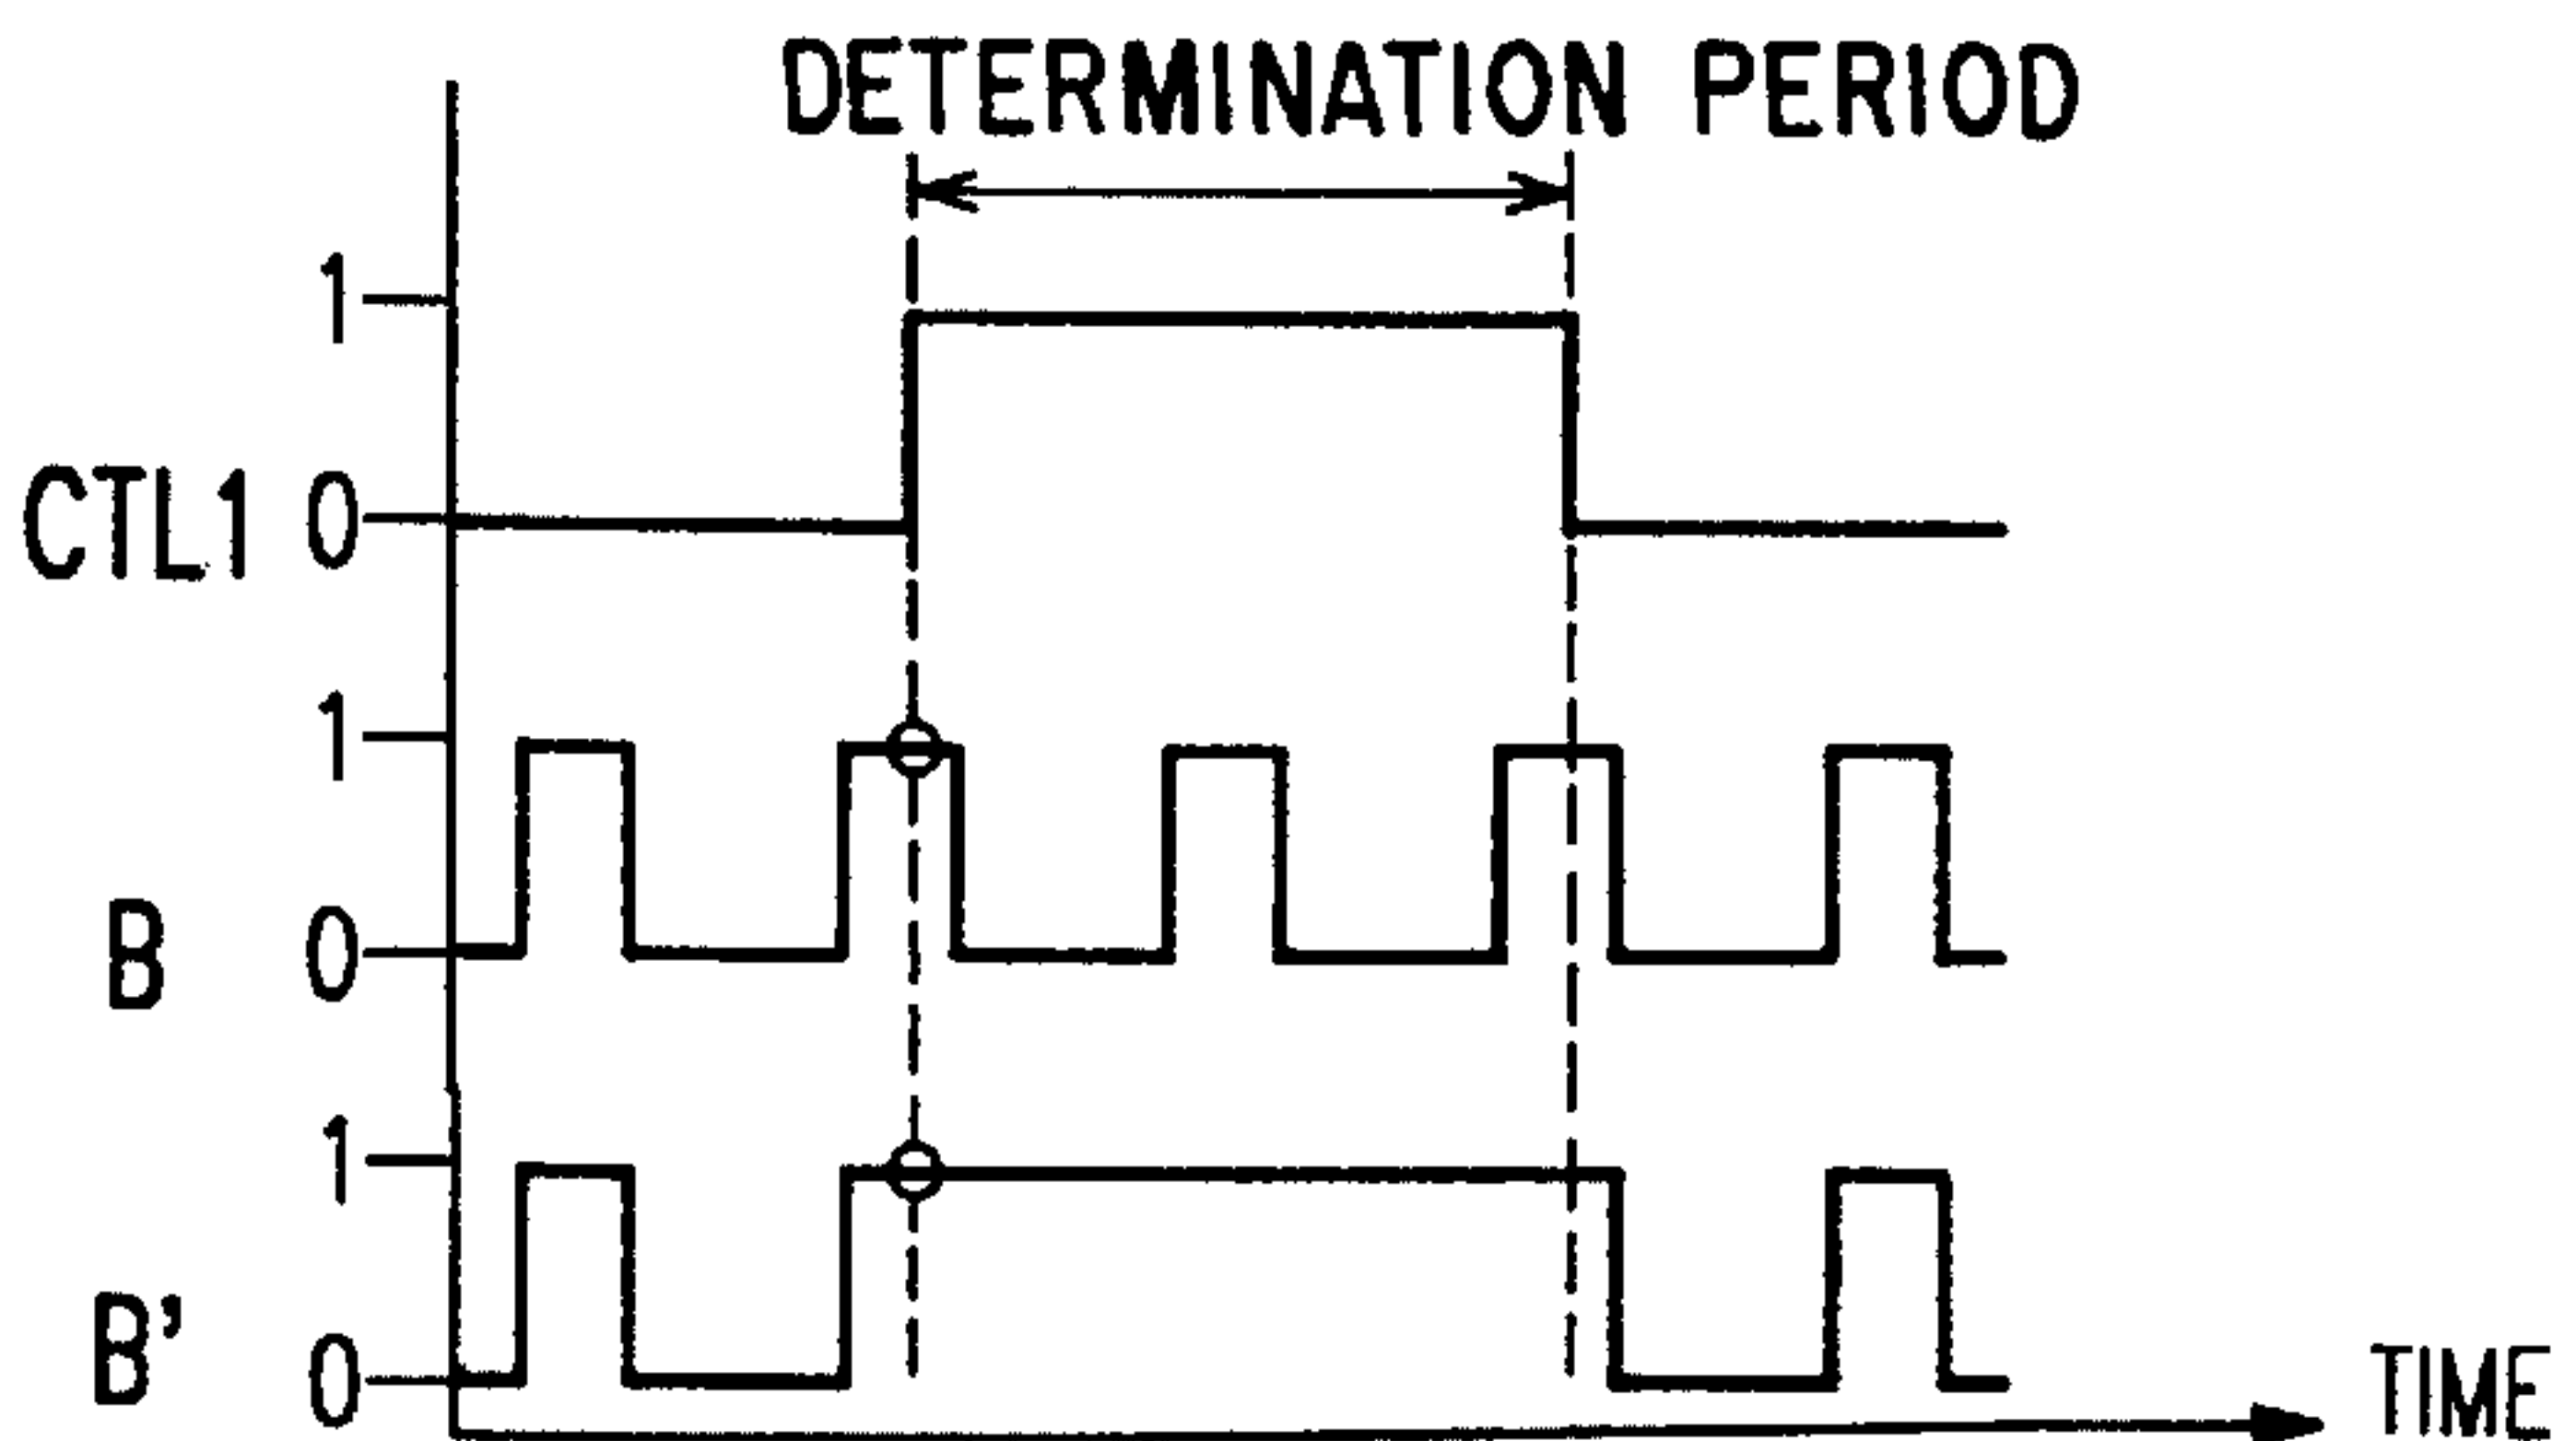 DETERMINATION PERIOD
1
CTL1 0
1
B 0
1
B' 0
TIME